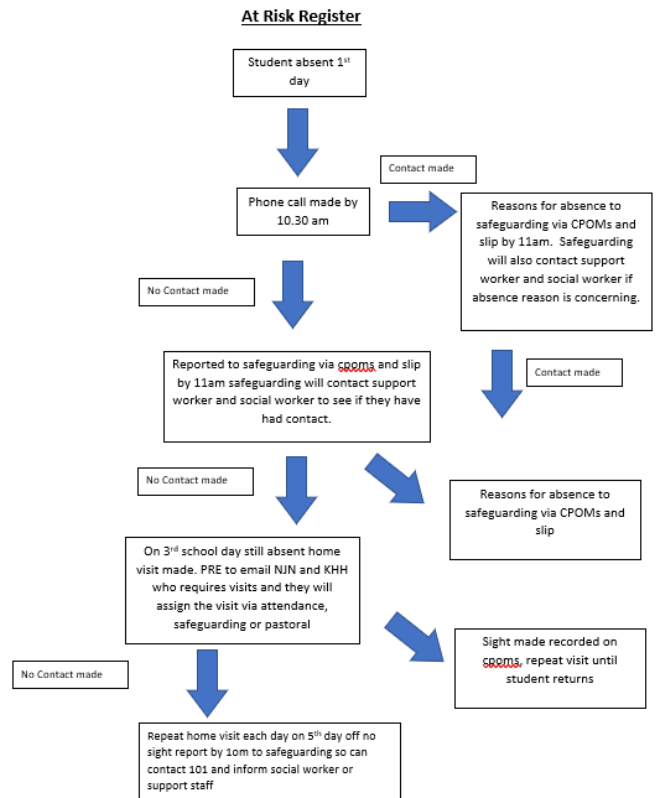 At Risk Register
Student absent 1st
day
Contact made
Phone call made by
10.30 am
Reasons for absence to
safeguarding via CPOMs and
slip by 11am.  Safeguarding
will also contact support
worker and social worker if
absence reason is concerning.
No Contact made
Reported to safeguarding via cpoms and slip
by 11am safeguarding will contact support
worker and social worker to see if they have
had contact.
Contact made
No Contact made
Reasons for absence to
safeguarding via CPOMs and
slip
On 3rd school day still absent home
visit made. PRE to email NJN and KHH
who requires visits and they will
assign the visit via attendance,
safeguarding or pastoral
Sight made recorded on
cpoms, repeat visit until
student returns
No Contact made
Repeat home visit each day on 5th day off no
sight report by 1om to safeguarding so can
contact 101 and inform social worker or
support staff